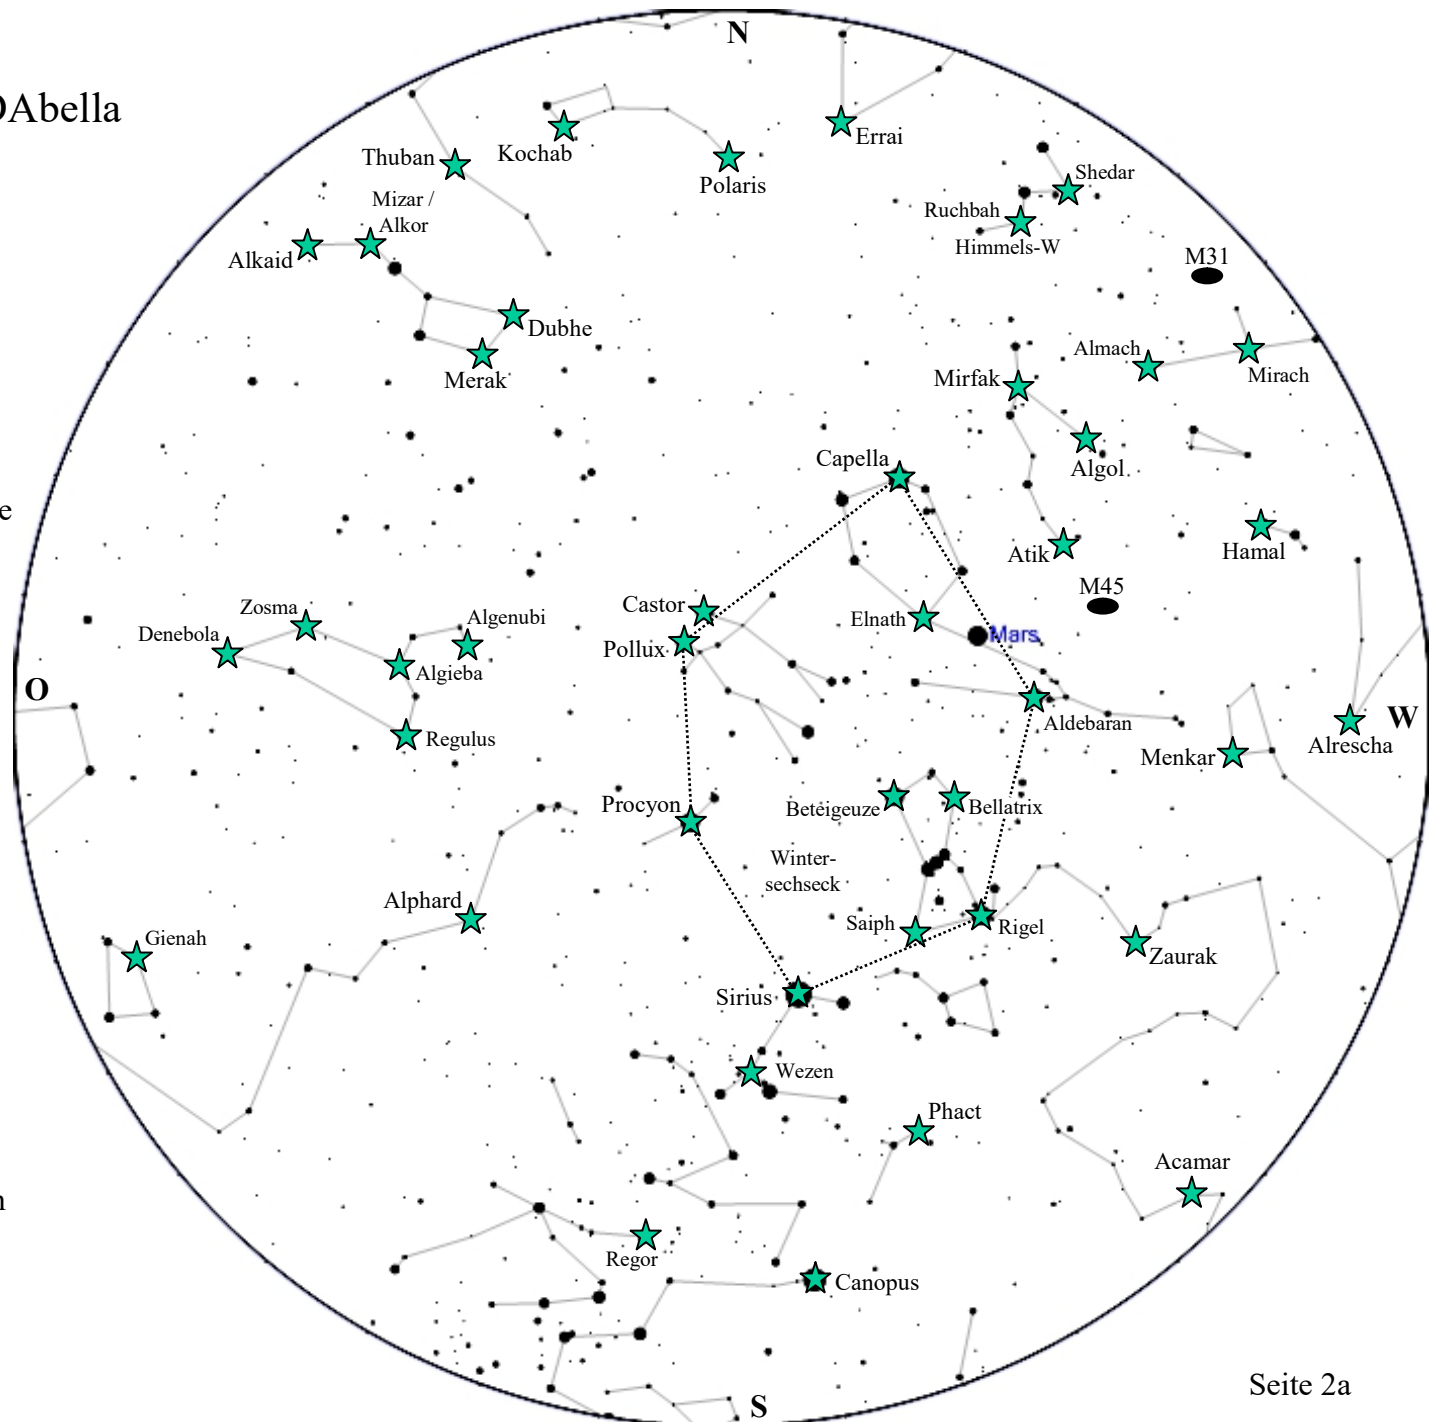 N
DAbella
Errai
Kochab
Thuban
Polaris
Shedar
Mizar /
Alkor
Ruchbah
Himmels-W
Alkaid
M31
Dubhe
Almach
Mirach
Merak
Mirfak
Capella
Algol
e
Atik
Hamal
M45
Castor
Zosma
Algenubi
Elnath
Denebola
Mars
Pollux
Algieba
O
W
Aldebaran
Regulus
Alrescha
Menkar
Procyon
Beteigeuze
Bellatrix
Winter-
sechseck
Alphard
Saiph
Rigel
Gienah
Zaurak
Sirius
Wezen
Phact
Acamar
Regor
Canopus
Seite 2a
S